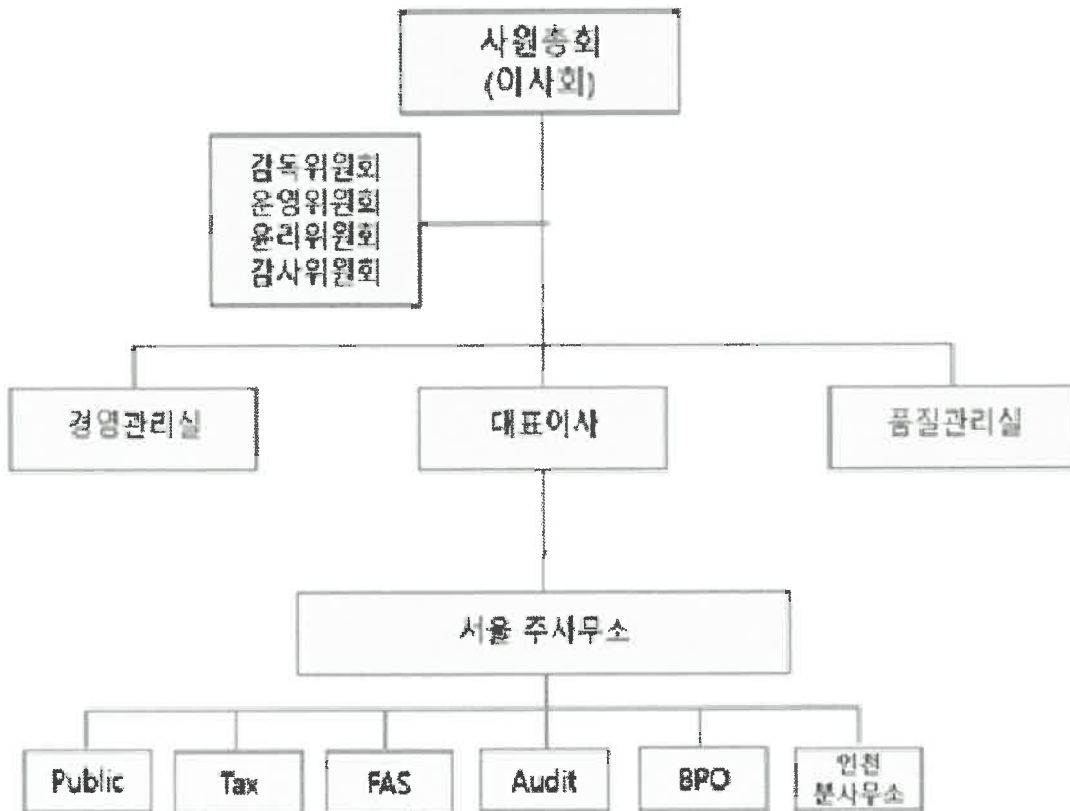 사원총회
(이사회)
감독위원회
운영위원회
윤리위원회
감사위원회
경영관리실
대표이사
품질관리실
서울 주사무소
Public
Tax
FAS
Audit
BPO
인천
분사무소